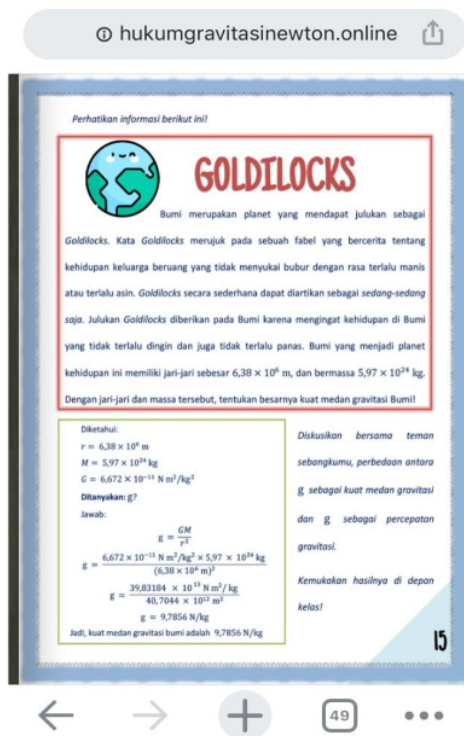 hukumgravitasinewton.online
Perhatikan informasi berikut ini!
GOLDILOCKS
Bumi merupakan planet yang mendapat julukan sebagai
Goldilocks. Kata Goldilocks merujuk pada sebuah fabel yang bercerita tentang
kehidupan keluarga beruang yang tidak menyukai bubur dengan rasa terlalu manis
atau terlalu asin. Goldilocks secara sederhana dapat diartikan sebagai sedang-sedang
saja. Julukan Goldilocks diberikan pada Bumi karena mengingat kehidupan di Bumi
yang tidak terlalu dingin dan juga tidak terlalu panas. Bumi yang menjadi planet
kehidupan ini memiliki jari-jari sebesar 6,38 × 10⁶ m, dan bermassa 5,97 × 10²⁴ kg.
Dengan jari-jari dan massa tersebut, tentukan besarnya kuat medan gravitasi Bumi!
Diketahui:
r = 6,38 × 10⁶ m
M = 5,97 × 10²⁴ kg
G = 6,672 × 10⁻¹¹ N m²/kg²
Ditanyakan: g?
Jawab:
g = GM / r²
g = 6,672 × 10⁻¹¹ N m²/kg² × 5,97 × 10²⁴ kg / (6,38 × 10⁶ m)²
g = 39,83184 × 10¹³ N m²/kg / 40,7044 × 10¹² m²
g = 9,7856 N/kg
Jadi, kuat medan gravitasi bumi adalah 9,7856 N/kg
Diskusikan bersama teman
sebangkumu, perbedaan antara
g sebagai kuat medan gravitasi
dan g sebagai percepatan
gravitasi.
Kemukakan hasilnya di depan
kelas!
15
49